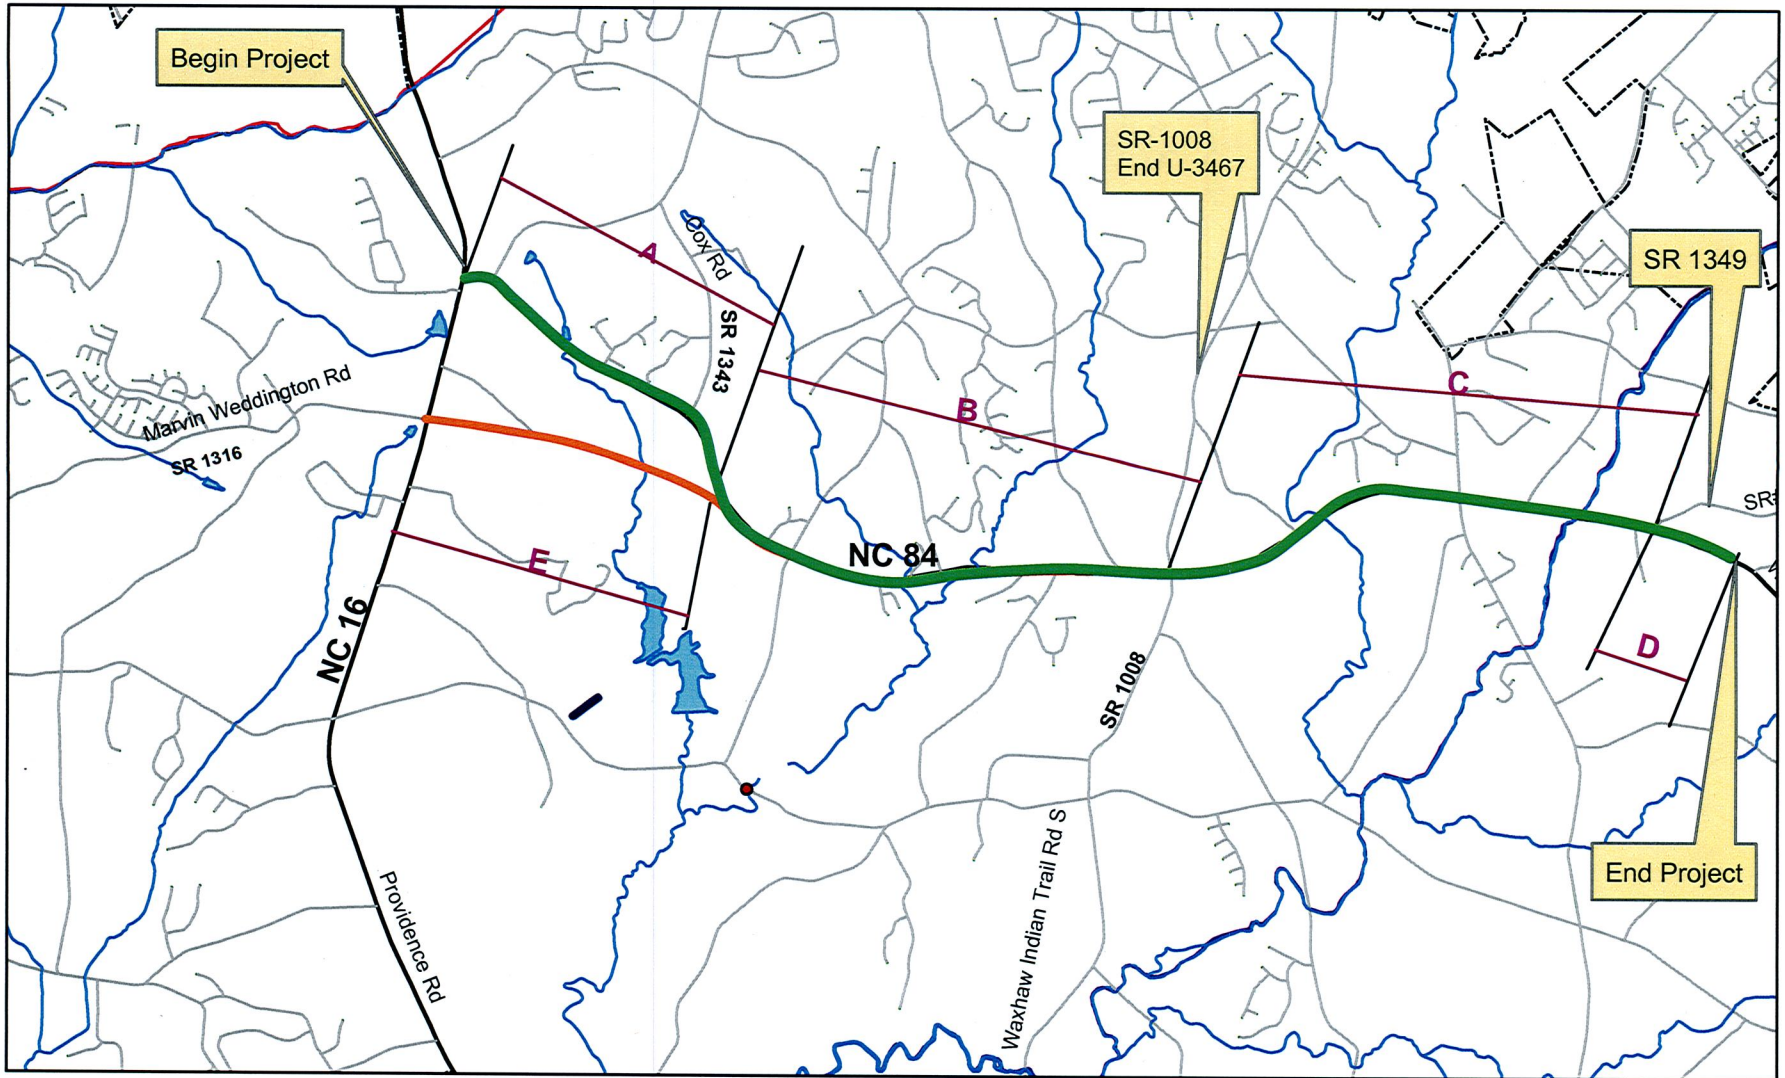 Begin Project
SR-1008
End U-3467
SR 1349
A
Cox Rd
SR 1343
B
C
Marvin Weddington Rd
SR 1316
SR
NC 84
E
NC 16
D
SR 1008
End Project
Waxhaw Indian Trail Rd S
Providence Rd